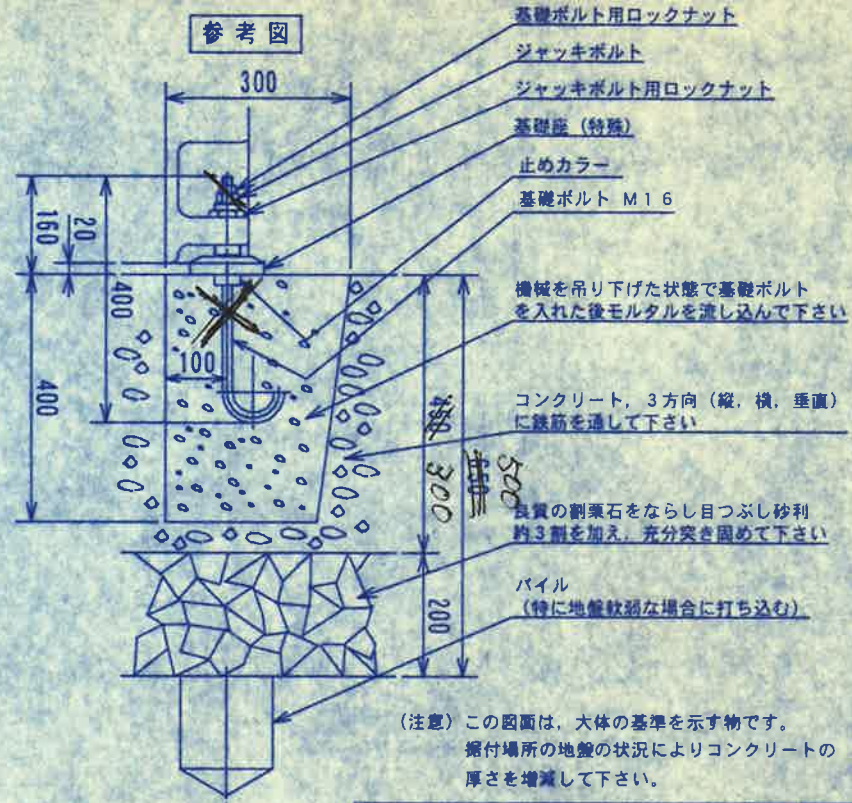 参考図
基礎ボルト用ロックナット
ジャッキボルト
ジャッキボルト用ロックナット
基礎座（特殊）
止めカラー
基礎ボルト M16
機械を吊り下げた状態で基礎ボルト
を入れた後モルタルを流し込んで下さい
コンクリート，3方向（縦，横，垂直）
に鉄筋を通して下さい
良質の割栗石をならし目つぶし砂利
約3割を加え，充分突き固めて下さい
パイル
（特に地盤軟弱な場合に打ち込む）
300
160
20
400
400
100
450
300
650
500
200
（注意）この図面は，大体の基準を示す物です。
据付場所の地盤の状況によりコンクリートの
厚さを増減して下さい。